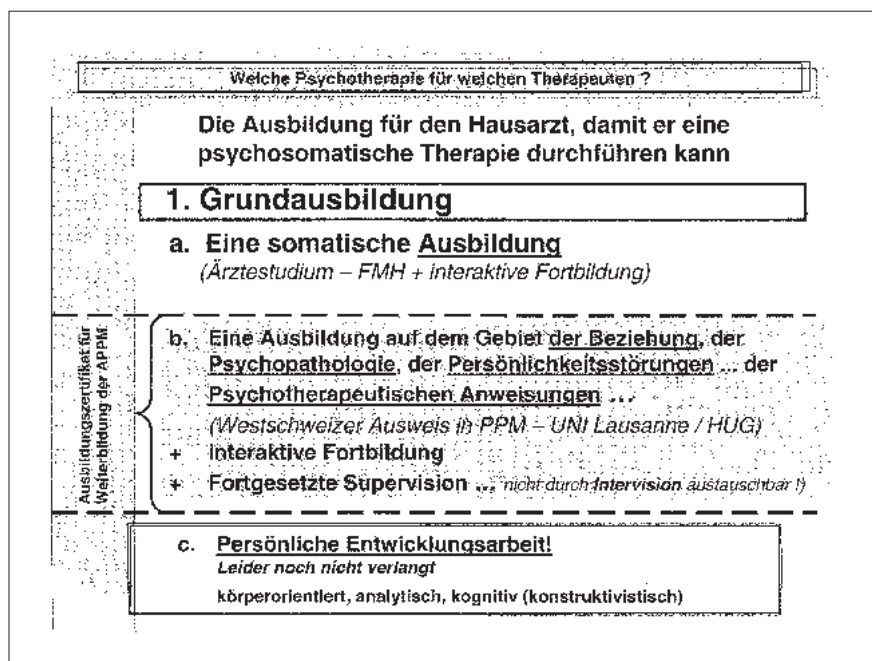 Welche Psychotherapie für welchen Therapeuten ?
Die Ausbildung für den Hausarzt, damit er eine
psychosomatische Therapie durchführen kann
1. Grundausbildung
a. Eine somatische Ausbildung
(Ärztestudium – FMH + interaktive Fortbildung)
Ausbildungszertifikat für
Weiterbildung der APPM
b. Eine Ausbildung auf dem Gebiet der Beziehung, der
Psychopathologie, der Persönlichkeitsstörungen ... der
Psychotherapeutischen Anweisungen ...
(Westschweizer Ausweis in PPM – UNI Lausanne / HUG)
+ interaktive Fortbildung
+ Fortgesetzte Supervision ... nicht durch Intervision austauschbar !)
c. Persönliche Entwicklungsarbeit!
Leider noch nicht verlangt
körperorientiert, analytisch, kognitiv (konstruktivistisch)